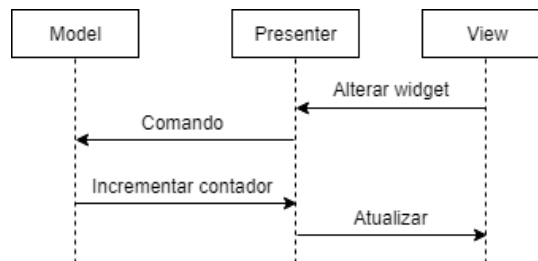 Model
Presenter
View
Alterar widget
Comando
Incrementar contador
Atualizar